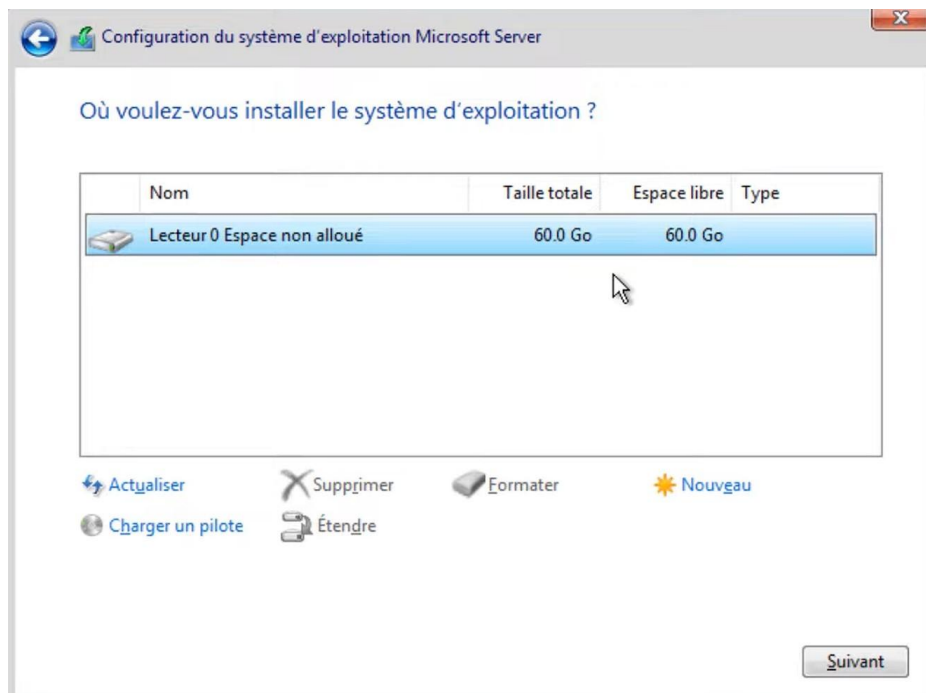 Configuration du système d'exploitation Microsoft Server
Où voulez-vous installer le système d'exploitation ?
Nom Taille totale Espace libre Type
Lecteur 0 Espace non alloué 60.0 Go 60.0 Go
Actualiser Supprimer Formater Nouveau
Charger un pilote Étendre
Suivant